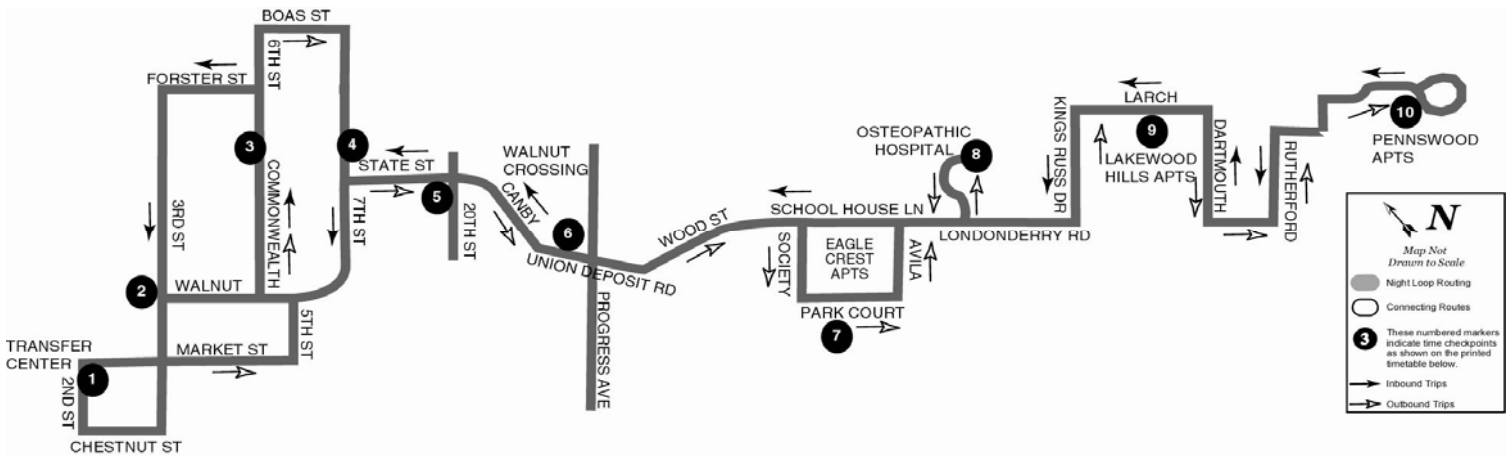 BOAS ST
6TH ST
FORSTER ST
3
4
COMMONWEALTH
3RD ST
7TH ST
STATE ST
5
20TH ST
2
WALNUT
5TH ST
MARKET ST
TRANSFER
CENTER
1
2ND ST
CHESTNUT ST
WALNUT
CROSSING
CANBY
6
UNION DEPOSIT RD
PROGRESS AVE
WOOD ST
OSTEOPATHIC
HOSPITAL
8
SCHOOL HOUSE LN
LONDONDERRY RD
SOCIETY
EAGLE
CREST
APTS
AVILA
PARK COURT
7
KINGS RUSS DR
LARCH
9
LAKEWOOD
HILLS APTS
DARTMOUTH
RUTHERFORD
10
PENNSWOOD
APTS
N
Map Not
Drawn to Scale
Night Loop Routing
Connecting Routes
3
These numbered markers
indicate time checkpoints
as shown on the printed
timetable below.
Inbound Trips
Outbound Trips